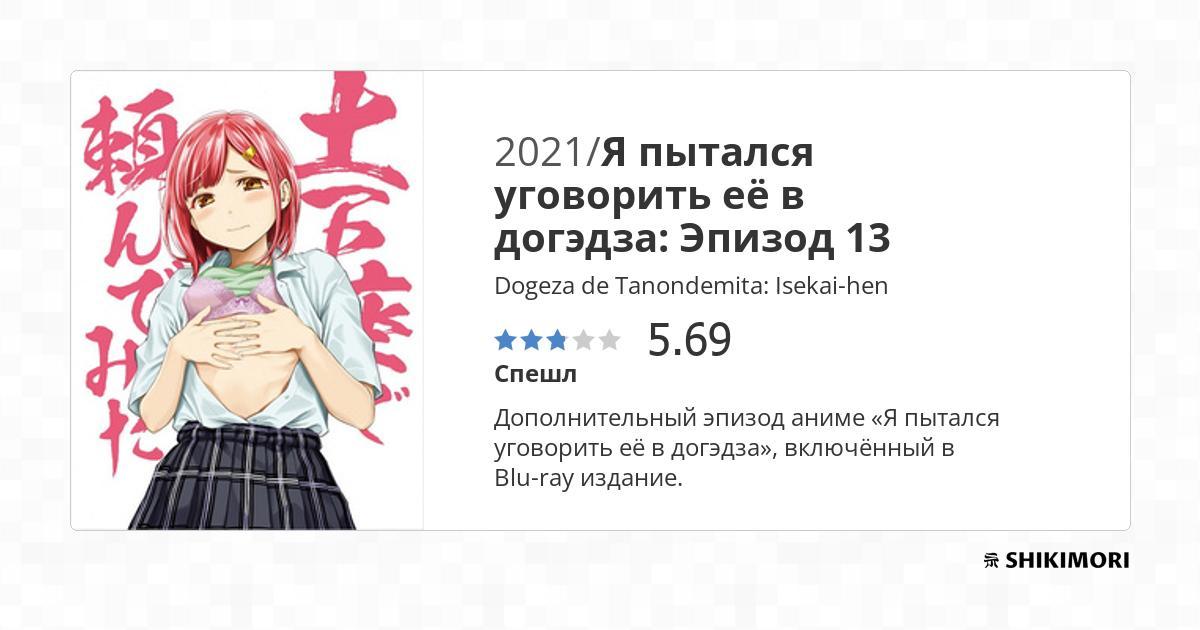 土下座で
頼んでみた
2021/Я пытался
уговорить её в
догэдза: Эпизод 13
Dogeza de Tanondemita: Isekai-hen
5.69
Спешл
Дополнительный эпизод аниме «Я пытался
уговорить её в догэдза», включённый в
Blu-ray издание.
SHIKIMORI